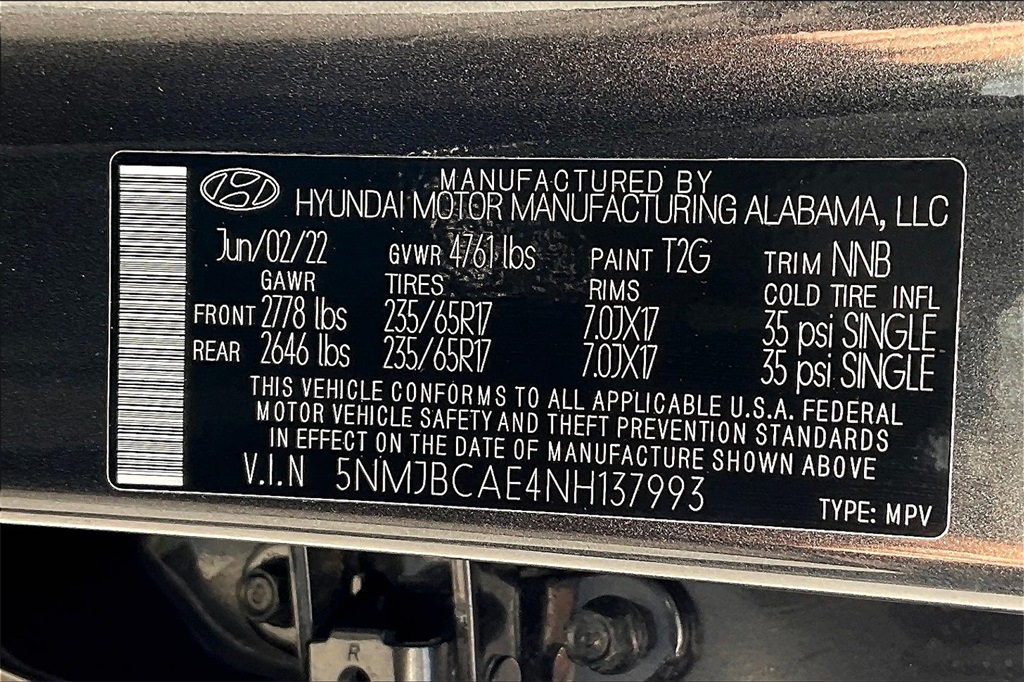 MANUFACTURED BY
HYUNDAI MOTOR MANUFACTURING ALABAMA, LLC
Jun/02/22 GVWR 4761 lbs PAINT T2G TRIM NNB
GAWR TIRES RIMS COLD TIRE INFL
FRONT 2778 lbs 235/65R17 7.0JX17 35 psi SINGLE
REAR 2646 lbs 235/65R17 7.0JX17 35 psi SINGLE
THIS VEHICLE CONFORMS TO ALL APPLICABLE U.S.A. FEDERAL
MOTOR VEHICLE SAFETY AND THEFT PREVENTION STANDARDS
IN EFFECT ON THE DATE OF MANUFACTURE SHOWN ABOVE
V.I.N 5NMJBCAE4NH137993
TYPE: MPV
R